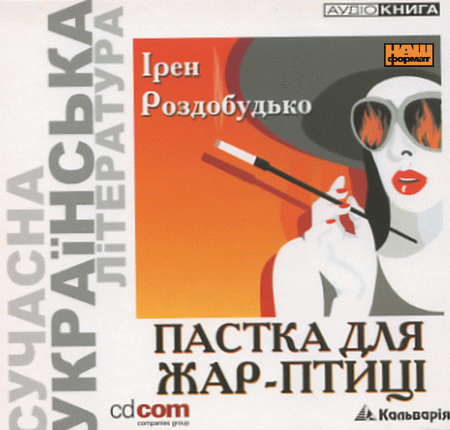 АУДІОКНИГА
НАШ
формат
Ірен
Роздобудько
СУЧАСНА
УКРАЇНСЬКА
ЛІТЕРАТУРА
ПАСТКА ДЛЯ
ЖАР-ПТИЦІ
cdcom
companies group
Кальварія